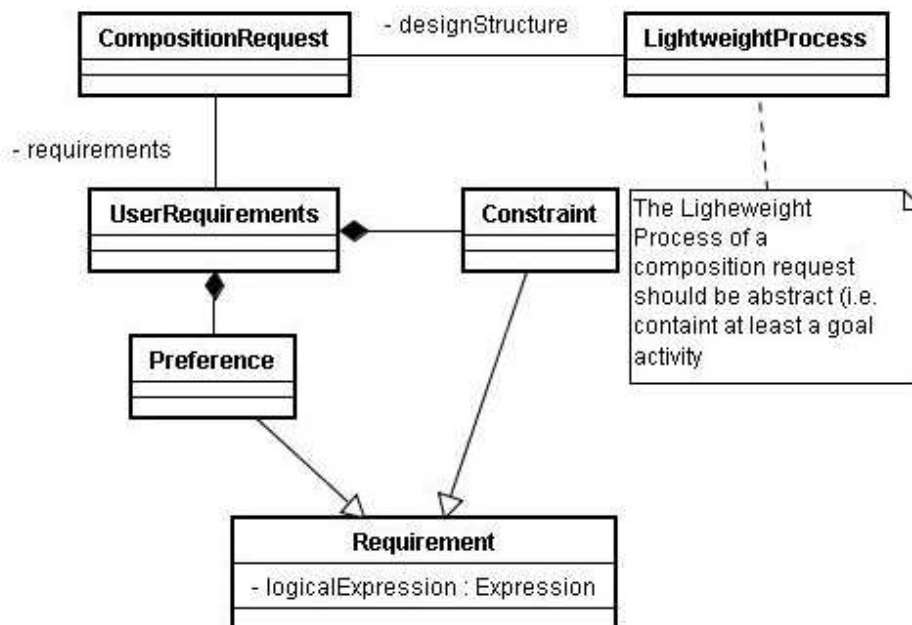 CompositionRequest
- designStructure
LightweightProcess
- requirements
UserRequirements
Constraint
The Ligheweight
Process of a
composition request
should be abstract (i.e.
containt at least a goal
activity
Preference
Requirement
- logicalExpression : Expression